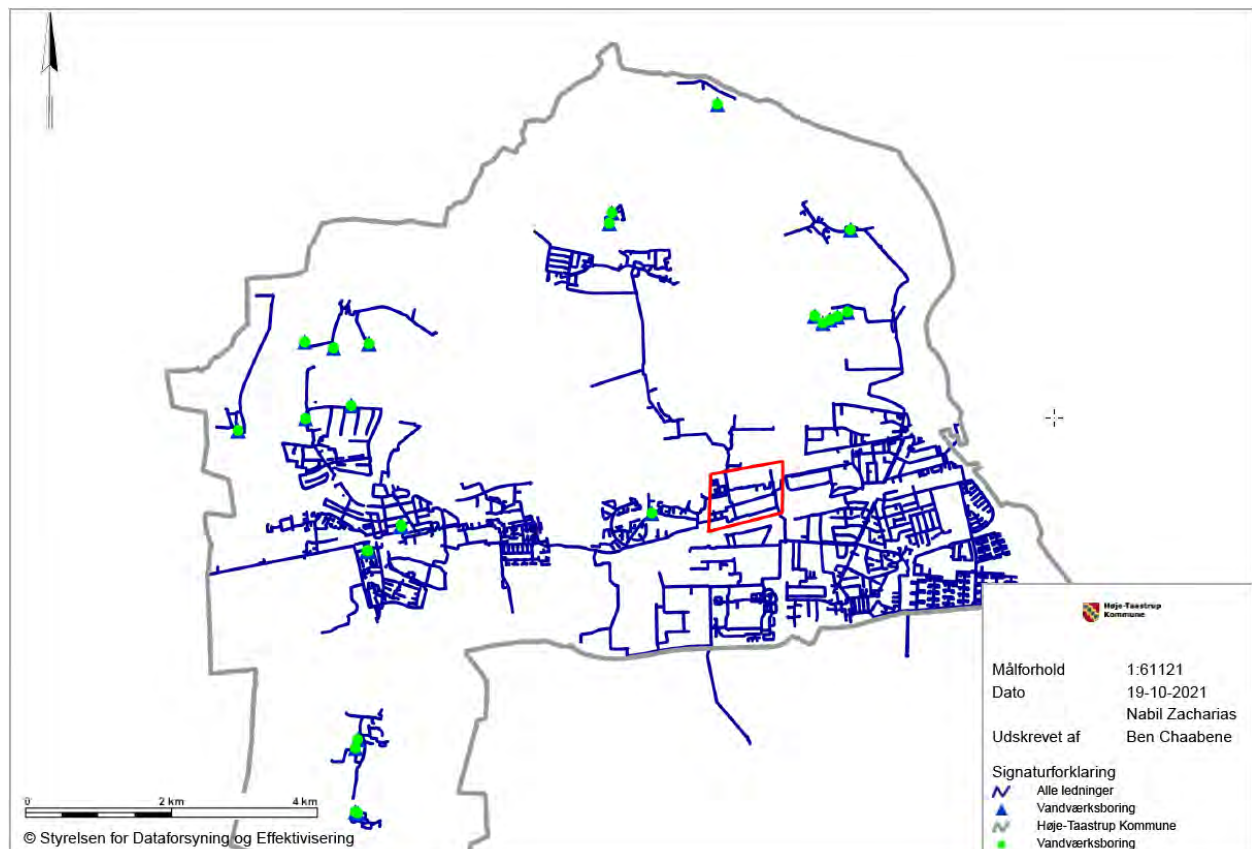 Høje-Taastrup
Kommune
Målforhold 1:61121
Dato 19-10-2021
Nabil Zacharias
Udskrevet af Ben Chaabene
Signaturforklaring
Alle ledninger
Vandværksboring
Høje-Taastrup Kommune
Vandværksboring
0 2 km 4 km
© Styrelsen for Dataforsyning og Effektivisering